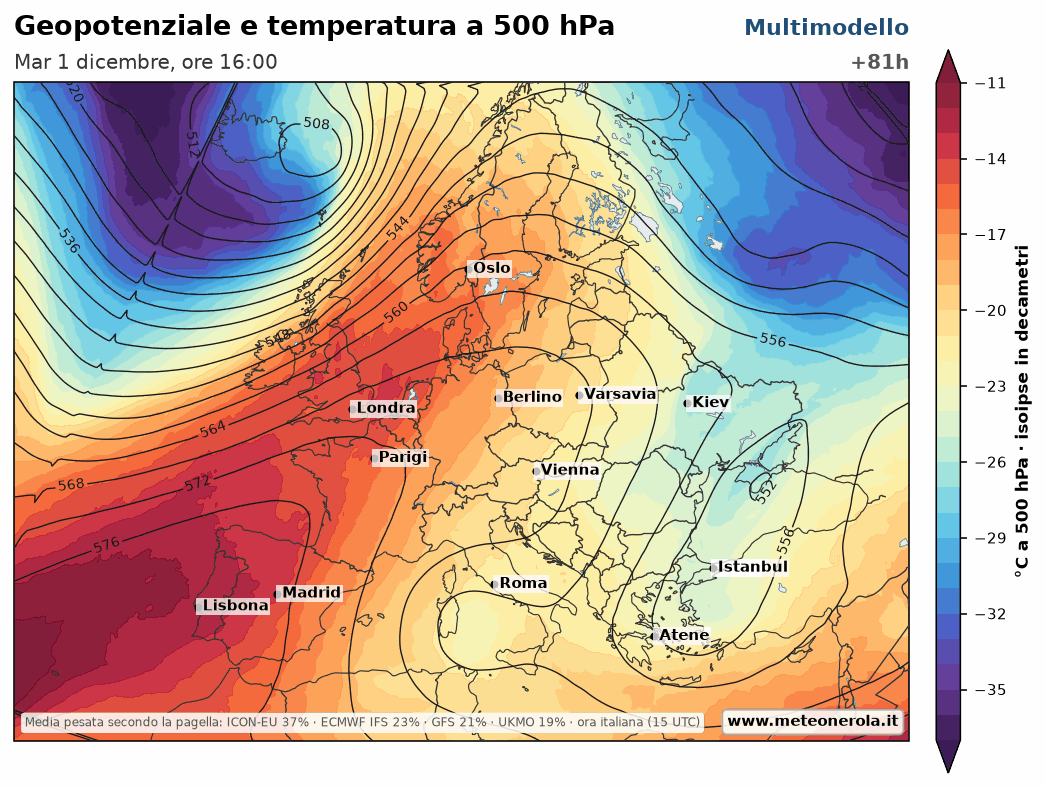 Geopotenziale e temperatura a 500 hPa
Multimodello
Mar 1 dicembre, ore 16:00
+81h
520
512
508
536
544
548
560
556
564
568
572
576
552
556
Oslo
Londra
Berlino
Varsavia
Kiev
Parigi
Vienna
Roma
Istanbul
Madrid
Lisbona
Atene
−11
−14
−17
−20
−23
−26
−29
−32
−35
°C a 500 hPa · isoipse in decametri
Media pesata secondo la pagella: ICON-EU 37% · ECMWF IFS 23% · GFS 21% · UKMO 19% · ora italiana (15 UTC)
www.meteonerola.it